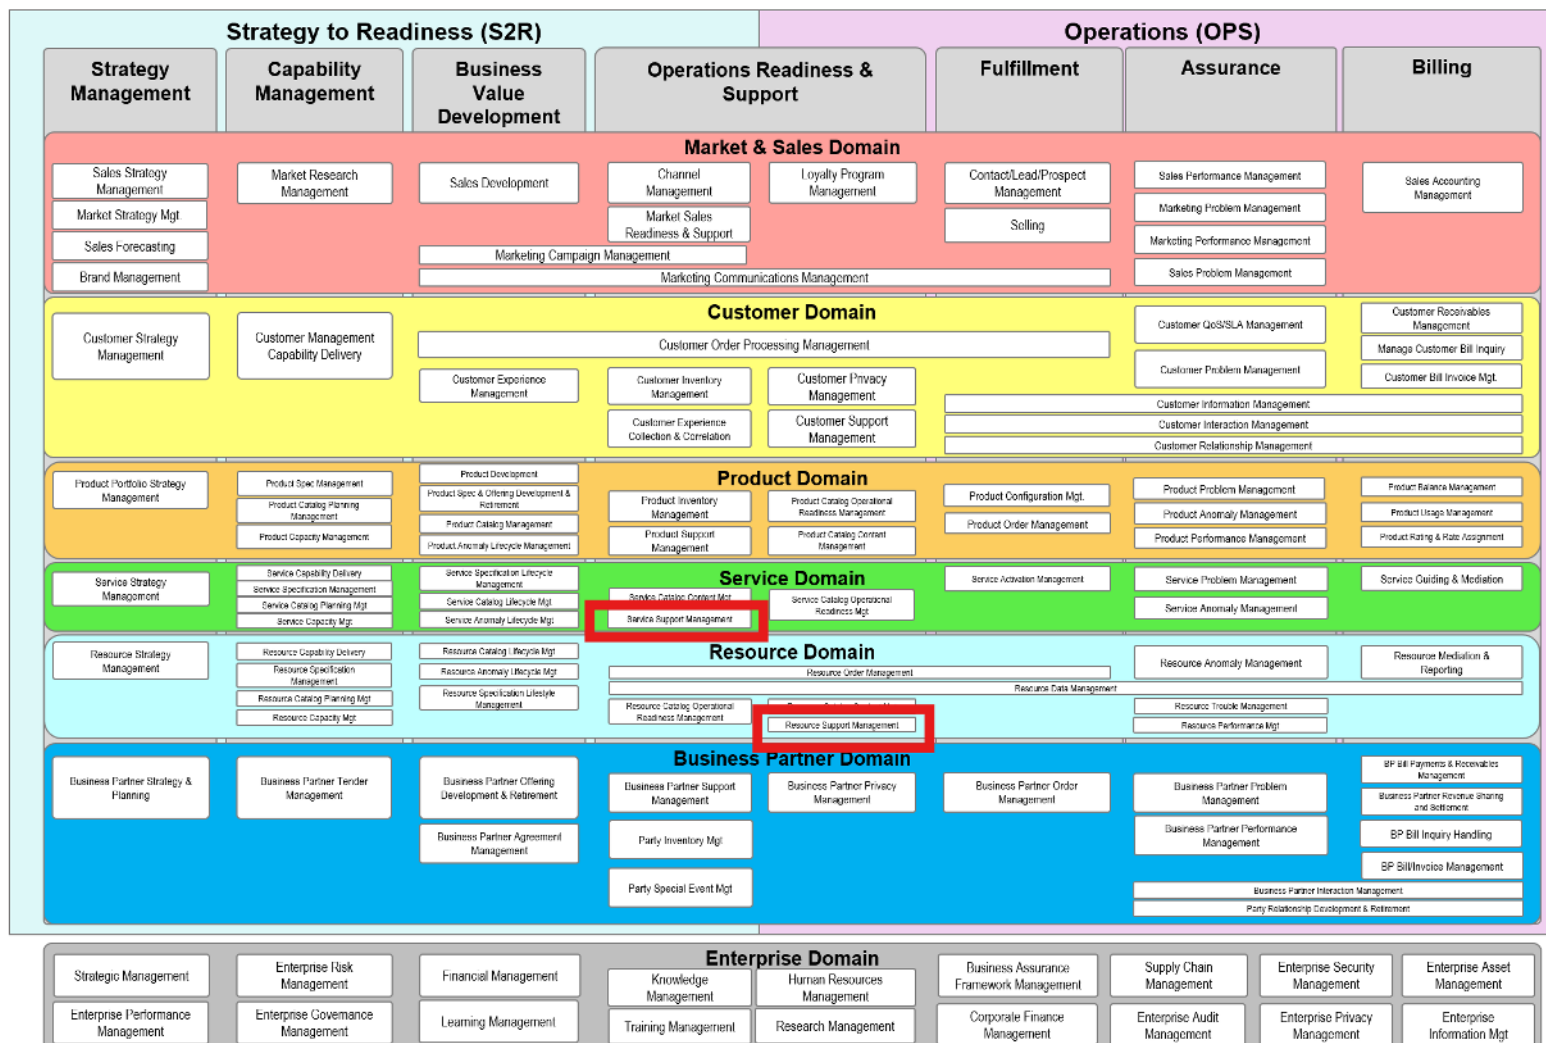 Strategy to Readiness (S2R)
Operations (OPS)
Strategy
Management
Capability
Management
Business
Value
Development
Operations Readiness &
Support
Fulfillment
Assurance
Billing
Market & Sales Domain
Sales Strategy
Management
Market Strategy Mgt.
Sales Forecasting
Brand Management
Market Research
Management
Sales Development
Channel
Management
Loyalty Program
Management
Market Sales
Readiness & Support
Marketing Campaign Management
Marketing Communications Management
Contact/Lead/Prospect
Management
Selling
Sales Performance Management
Marketing Problem Management
Marketing Performance Management
Sales Problem Management
Sales Accounting
Management
Customer Domain
Customer Strategy
Management
Customer Management
Capability Delivery
Customer Order Processing Management
Customer Experience
Management
Customer Inventory
Management
Customer Privacy
Management
Customer Experience
Collection & Correlation
Customer Support
Management
Customer QoS/SLA Management
Customer Problem Management
Customer Receivables
Management
Manage Customer Bill Inquiry
Customer Bill Invoice Mgt.
Customer Information Management
Customer Interaction Management
Customer Relationship Management
Product Domain
Product Portfolio Strategy
Management
Product Spec Management
Product Catalog Planning
Management
Product Capacity Management
Product Development
Product Spec & Offering Development &
Retirement
Product Catalog Management
Product Anomaly Lifecycle Management
Product Inventory
Management
Product Catalog Operational
Readiness Management
Product Support
Management
Product Catalog Content
Management
Product Configuration Mgt.
Product Order Management
Product Problem Management
Product Anomaly Management
Product Performance Management
Product Balance Management
Product Usage Management
Product Rating & Rate Assignment
Service Domain
Service Strategy
Management
Service Capability Delivery
Service Specification Management
Service Catalog Planning Mgt
Service Capacity Mgt
Service Specification Lifecycle
Management
Service Catalog Lifecycle Mgt
Service Anomaly Lifecycle Mgt
Service Catalog Content Mgt
Service Support Management
Service Catalog Operational
Readiness Mgt
Service Activation Management
Service Problem Management
Service Anomaly Management
Service Guiding & Mediation
Resource Domain
Resource Strategy
Management
Resource Capability Delivery
Resource Specification
Management
Resource Catalog Planning Mgt
Resource Capacity Mgt
Resource Catalog Lifecycle Mgt
Resource Anomaly Lifecycle Mgt
Resource Specification Lifestyle
Management
Resource Order Management
Resource Data Management
Resource Catalog Operational
Readiness Management
Resource Support Management
Resource Anomaly Management
Resource Trouble Management
Resource Performance Mgt
Resource Mediation &
Reporting
Business Partner Domain
Business Partner Strategy &
Planning
Business Partner Tender
Management
Business Partner Offering
Development & Retirement
Business Partner Agreement
Management
Business Partner Support
Management
Business Partner Privacy
Management
Party Inventory Mgt
Party Special Event Mgt
Business Partner Order
Management
Business Partner Problem
Management
Business Partner Performance
Management
BP Bill Payments & Receivables
Management
Business Partner Revenue Sharing
and Settlement
BP Bill Inquiry Handling
BP Bill/Invoice Management
Business Partner Interaction Management
Party Relationship Development & Retirement
Enterprise Domain
Strategic Management
Enterprise Risk
Management
Financial Management
Knowledge
Management
Human Resources
Management
Business Assurance
Framework Management
Supply Chain
Management
Enterprise Security
Management
Enterprise Asset
Management
Enterprise Performance
Management
Enterprise Governance
Management
Learning Management
Training Management
Research Management
Corporate Finance
Management
Enterprise Audit
Management
Enterprise Privacy
Management
Enterprise
Information Mgt